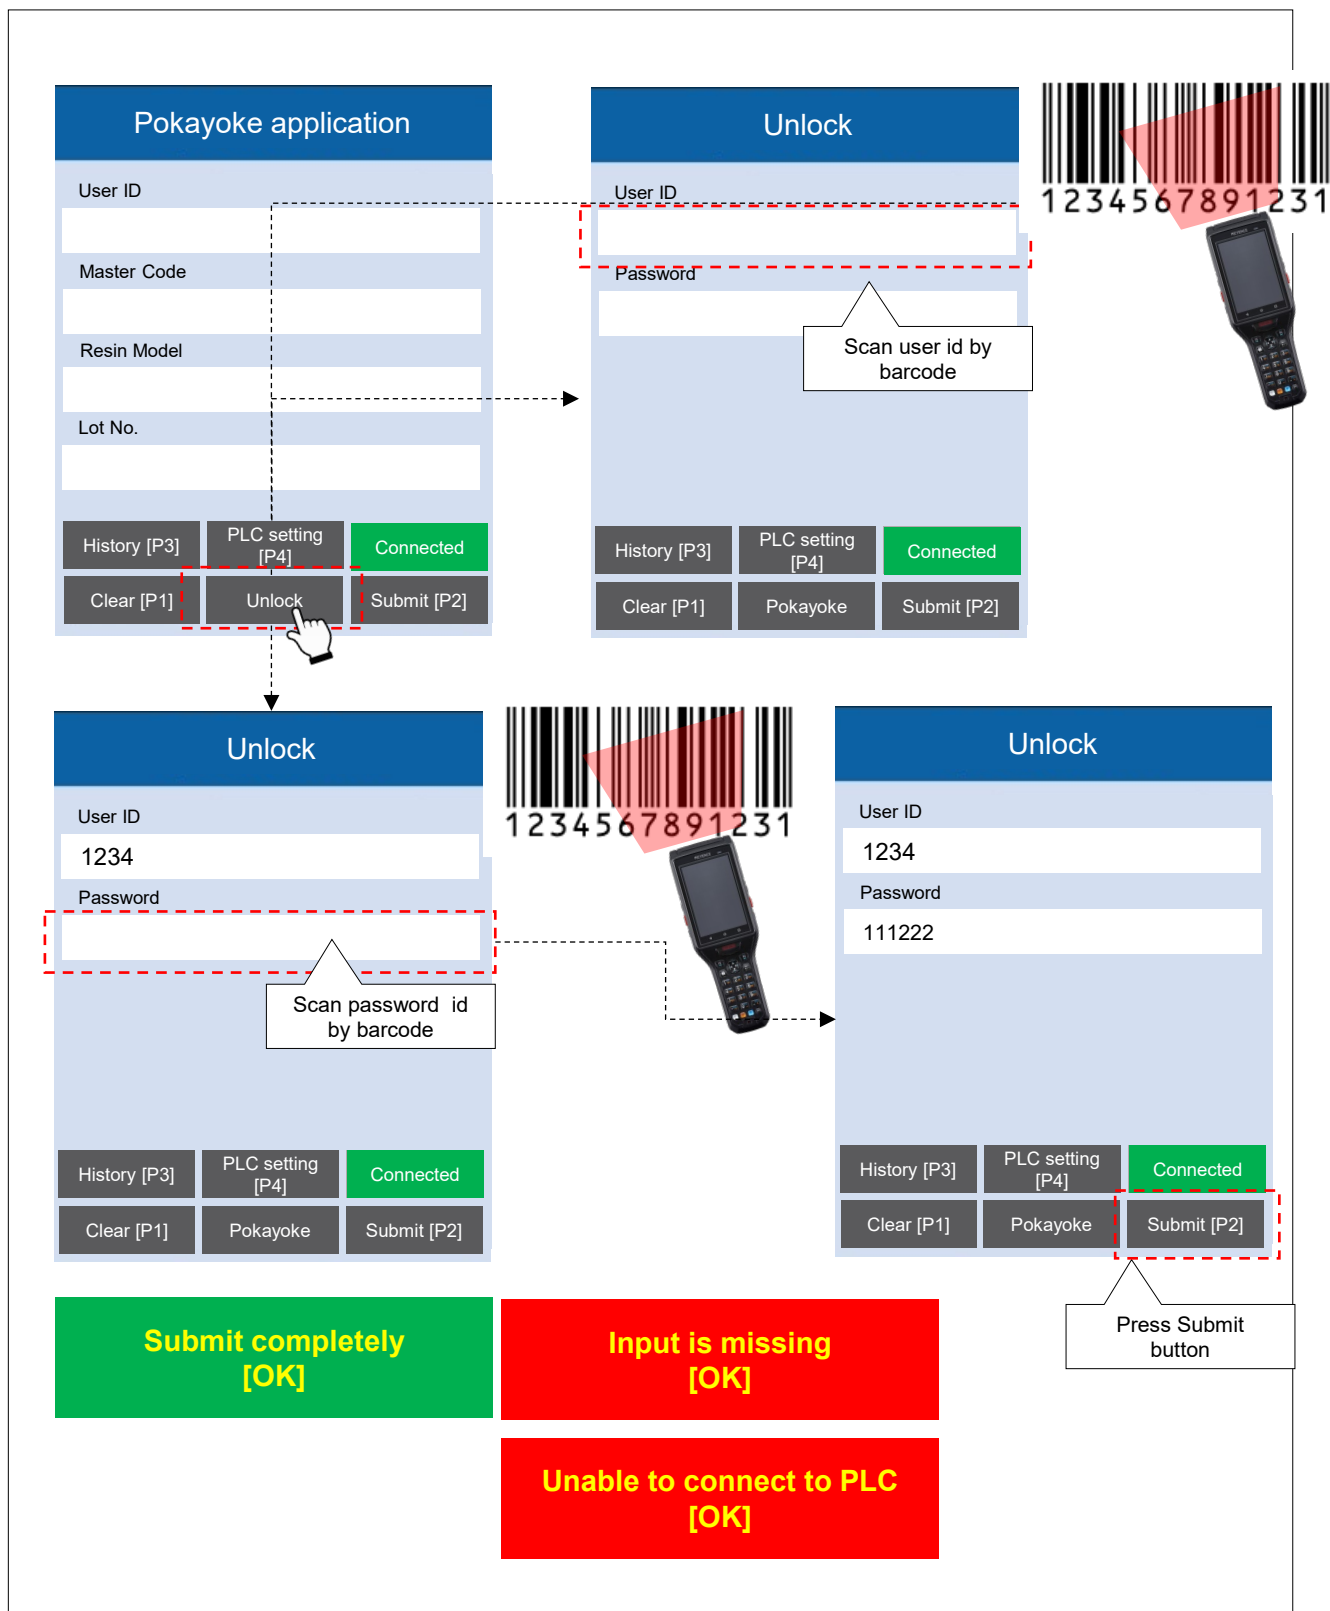 Pokayoke application
User ID
Master Code
Resin Model
Lot No.
History [P3]
PLC setting
[P4]
Connected
Clear [P1]
Unlock
Submit [P2]
Unlock
User ID
Password
Scan user id by
barcode
History [P3]
PLC setting
[P4]
Connected
Clear [P1]
Pokayoke
Submit [P2]
1234567891231
Unlock
User ID
1234
Password
Scan password id
by barcode
History [P3]
PLC setting
[P4]
Connected
Clear [P1]
Pokayoke
Submit [P2]
1234567891231
Unlock
User ID
1234
Password
111222
History [P3]
PLC setting
[P4]
Connected
Clear [P1]
Pokayoke
Submit [P2]
Press Submit
button
Submit completely
[OK]
Input is missing
[OK]
Unable to connect to PLC
[OK]